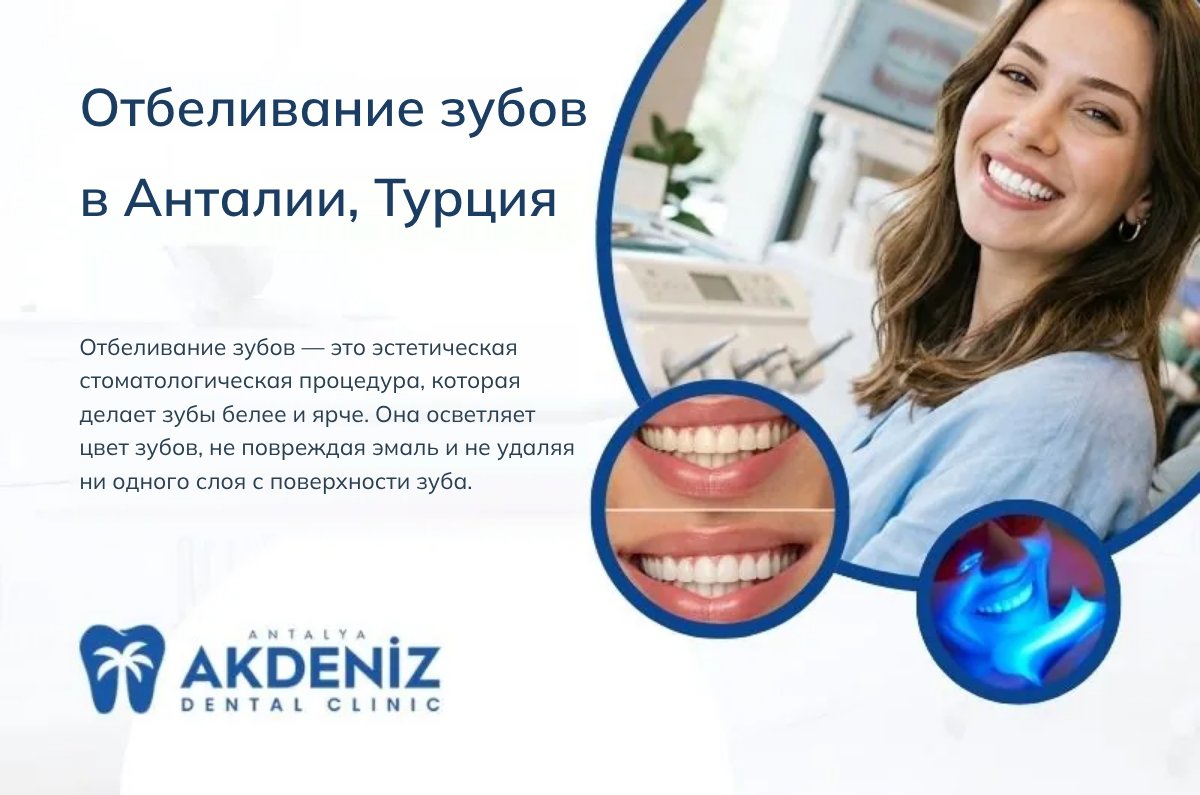 Отбеливание зубов
в Анталии, Турция
Отбеливание зубов — это эстетическая
стоматологическая процедура, которая
делает зубы белее и ярче. Она осветляет
цвет зубов, не повреждая эмаль и не удаляя
ни одного слоя с поверхности зуба.
ANTALYA
AKDENİZ
DENTAL CLINIC